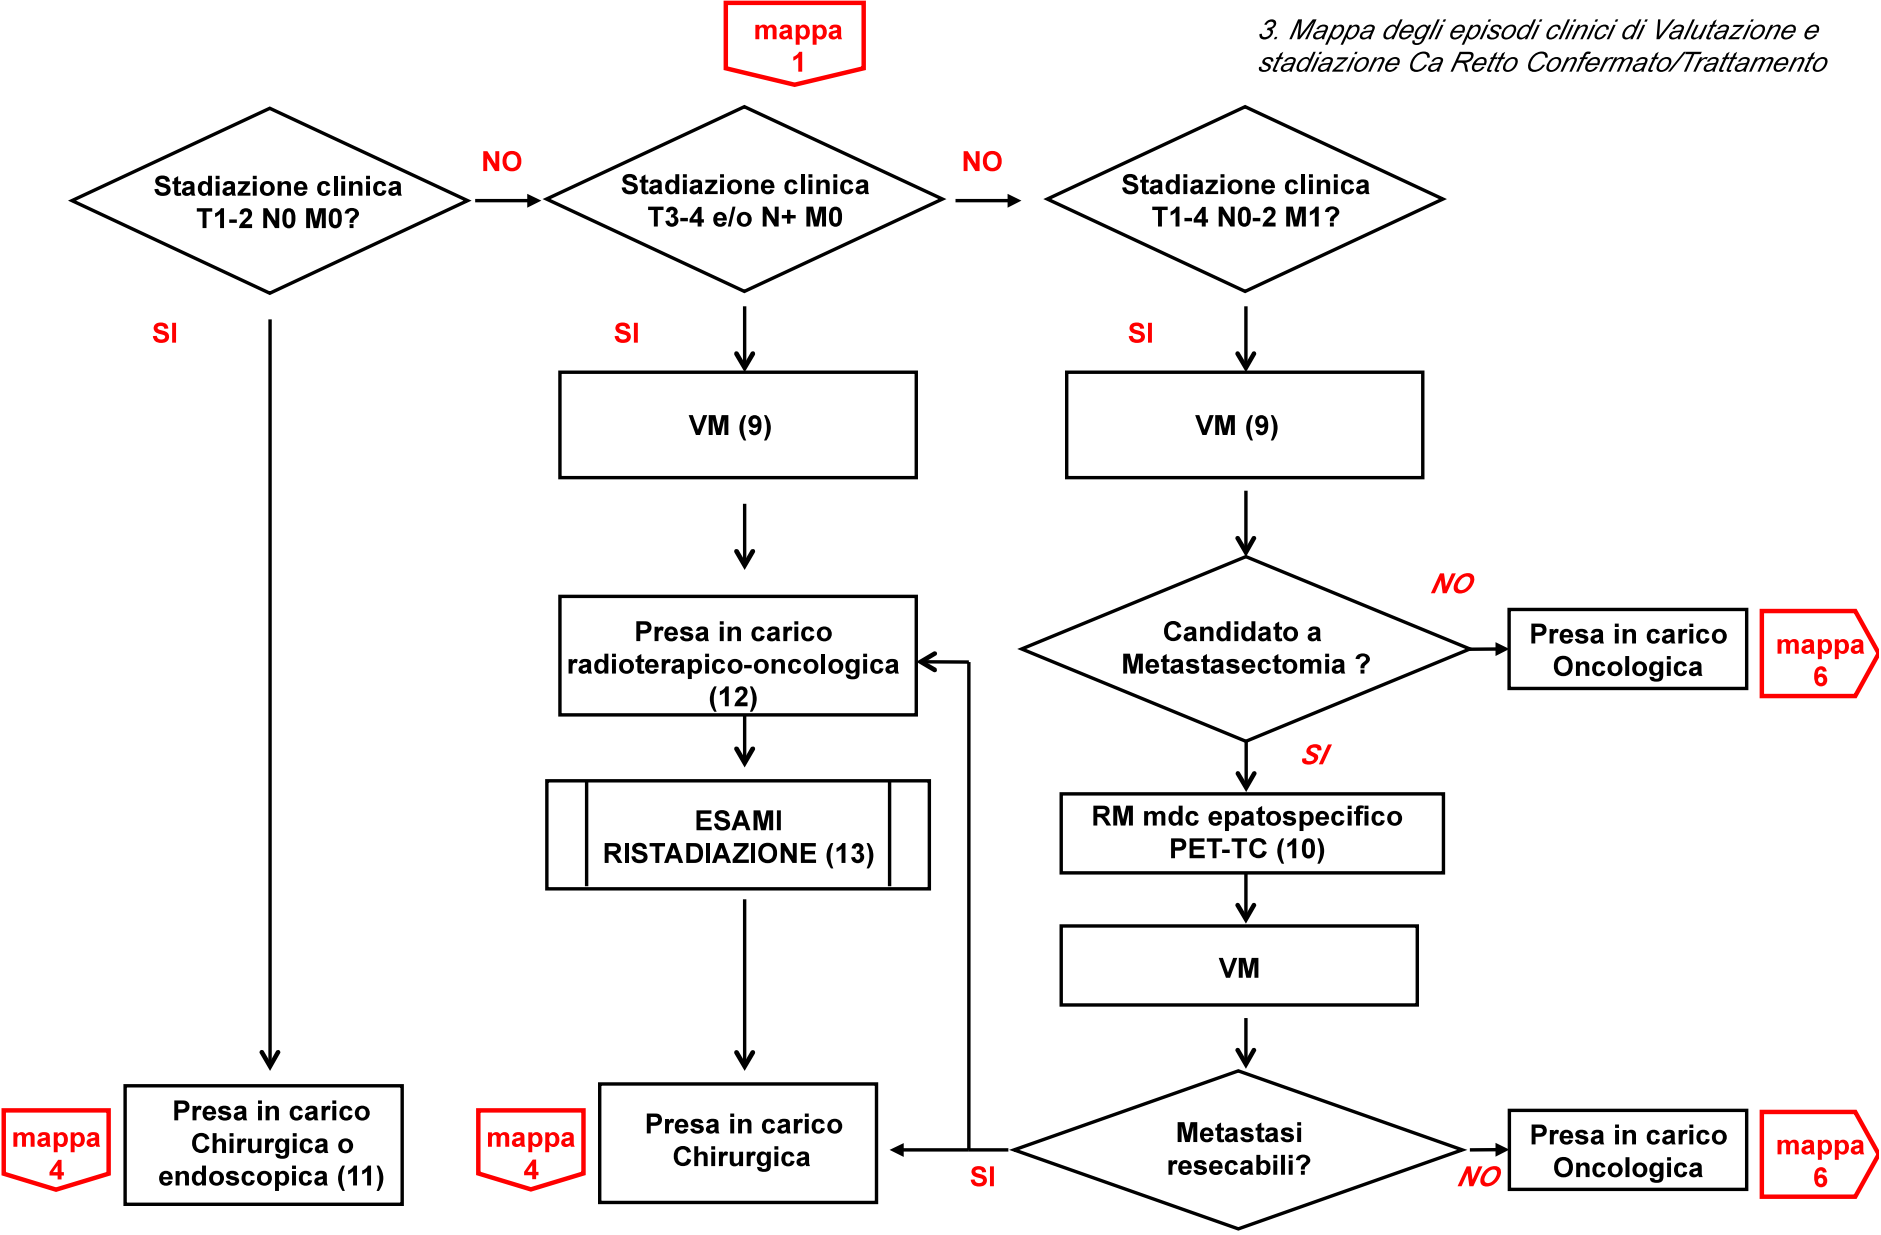 mappa
1
3. Mappa degli episodi clinici di Valutazione e
stadiazione Ca Retto Confermato/Trattamento
Stadiazione clinica
T1-2 N0 M0?
NO
Stadiazione clinica
T3-4 e/o N+ M0
NO
Stadiazione clinica
T1-4 N0-2 M1?
SI
SI
SI
VM (9)
VM (9)
Presa in carico
radioterapico-oncologica
(12)
Candidato a
Metastasectomia ?
NO
Presa in carico
Oncologica
mappa
6
SI
ESAMI
RISTADIAZIONE (13)
RM mdc epatospecifico
PET-TC (10)
VM
mappa
4
Presa in carico
Chirurgica o
endoscopica (11)
mappa
4
Presa in carico
Chirurgica
SI
Metastasi
resecabili?
NO
Presa in carico
Oncologica
mappa
6